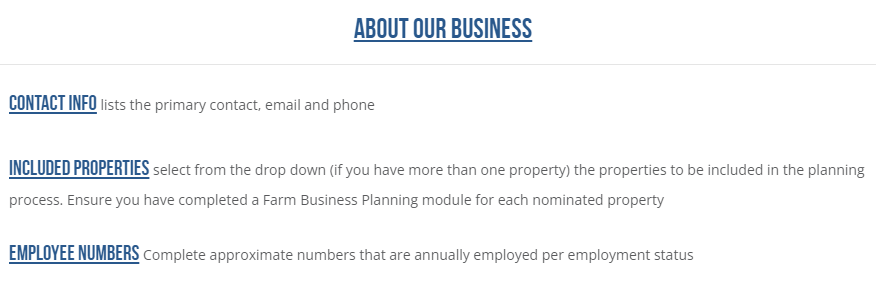 ABOUT OUR BUSINESS
CONTACT INFO lists the primary contact, email and phone
INCLUDED PROPERTIES select from the drop down (if you have more than one property) the properties to be included in the planning
process. Ensure you have completed a Farm Business Planning module for each nominated property
EMPLOYEE NUMBERS Complete approximate numbers that are annually employed per employment status